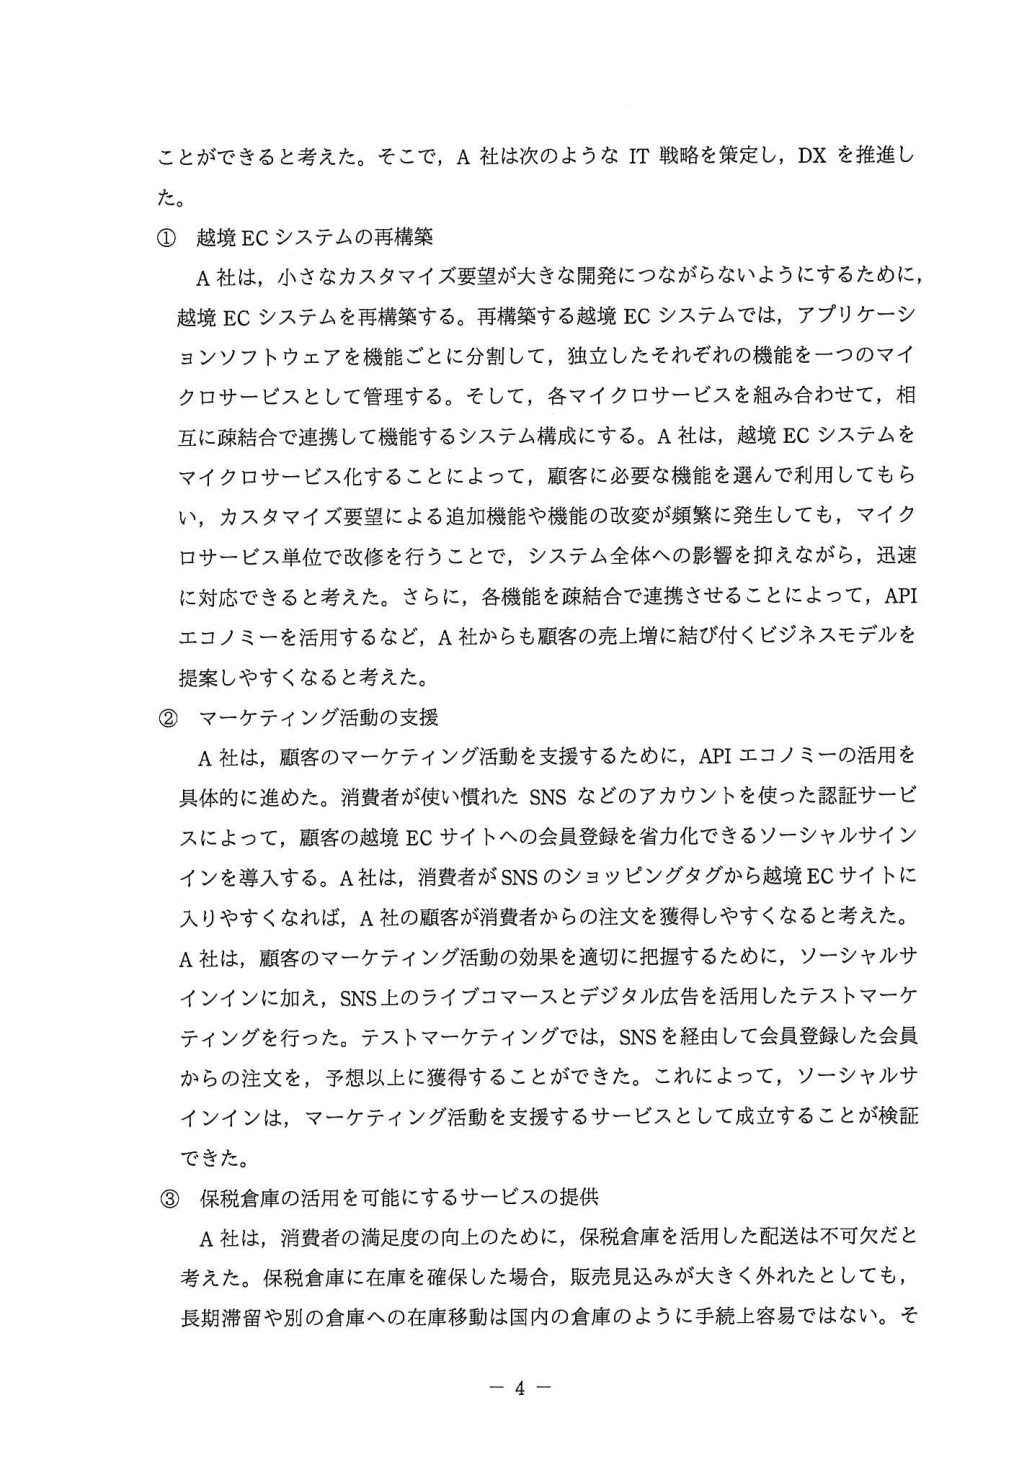 ことができると考えた。そこで，A 社は次のような IT 戦略を策定し，DX を推進し
た。
① 越境 EC システムの再構築
A 社は，小さなカスタマイズ要望が大きな開発につながらないようにするために，
越境 EC システムを再構築する。再構築する越境 EC システムでは，アプリケーシ
ョンソフトウェアを機能ごとに分割して，独立したそれぞれの機能を一つのマイ
クロサービスとして管理する。そして，各マイクロサービスを組み合わせて，相
互に疎結合で連携して機能するシステム構成にする。A 社は，越境 EC システムを
マイクロサービス化することによって，顧客に必要な機能を選んで利用してもら
い，カスタマイズ要望による追加機能や機能の改変が頻繁に発生しても，マイク
ロサービス単位で改修を行うことで，システム全体への影響を抑えながら，迅速
に対応できると考えた。さらに，各機能を疎結合で連携させることによって，API
エコノミーを活用するなど，A 社からも顧客の売上増に結び付くビジネスモデルを
提案しやすくなると考えた。
② マーケティング活動の支援
A 社は，顧客のマーケティング活動を支援するために，API エコノミーの活用を
具体的に進めた。消費者が使い慣れた SNS などのアカウントを使った認証サービ
スによって，顧客の越境 EC サイトへの会員登録を省力化できるソーシャルサイン
インを導入する。A 社は，消費者が SNS のショッピングタグから越境 EC サイトに
入りやすくなれば，A 社の顧客が消費者からの注文を獲得しやすくなると考えた。
A 社は，顧客のマーケティング活動の効果を適切に把握するために，ソーシャルサ
インインに加え，SNS 上のライブコマースとデジタル広告を活用したテストマーケ
ティングを行った。テストマーケティングでは，SNS を経由して会員登録した会員
からの注文を，予想以上に獲得することができた。これによって，ソーシャルサ
インインは，マーケティング活動を支援するサービスとして成立することが検証
できた。
③ 保税倉庫の活用を可能にするサービスの提供
A 社は，消費者の満足度の向上のために，保税倉庫を活用した配送は不可欠だと
考えた。保税倉庫に在庫を確保した場合，販売見込みが大きく外れたとしても，
長期滞留や別の倉庫への在庫移動は国内の倉庫のように手続上容易ではない。そ
－ 4 －